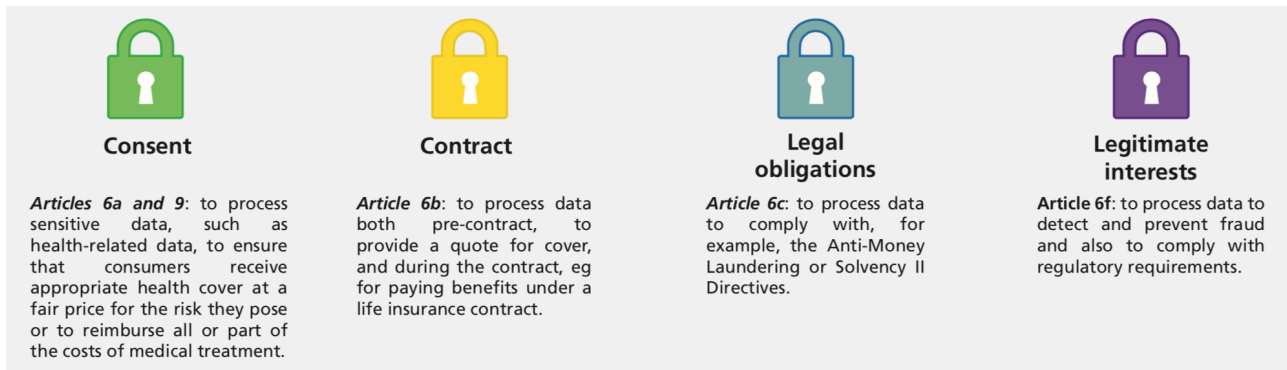 Consent
Articles 6a and 9: to process
sensitive data, such as
health-related data, to ensure
that consumers receive
appropriate health cover at a
fair price for the risk they pose
or to reimburse all or part of
the costs of medical treatment.
Contract
Article 6b: to process data
both pre-contract, to
provide a quote for cover,
and during the contract, eg
for paying benefits under a
life insurance contract.
Legal
obligations
Article 6c: to process data
to comply with, for
example, the Anti-Money
Laundering or Solvency II
Directives.
Legitimate
interests
Article 6f: to process data to
detect and prevent fraud
and also to comply with
regulatory requirements.